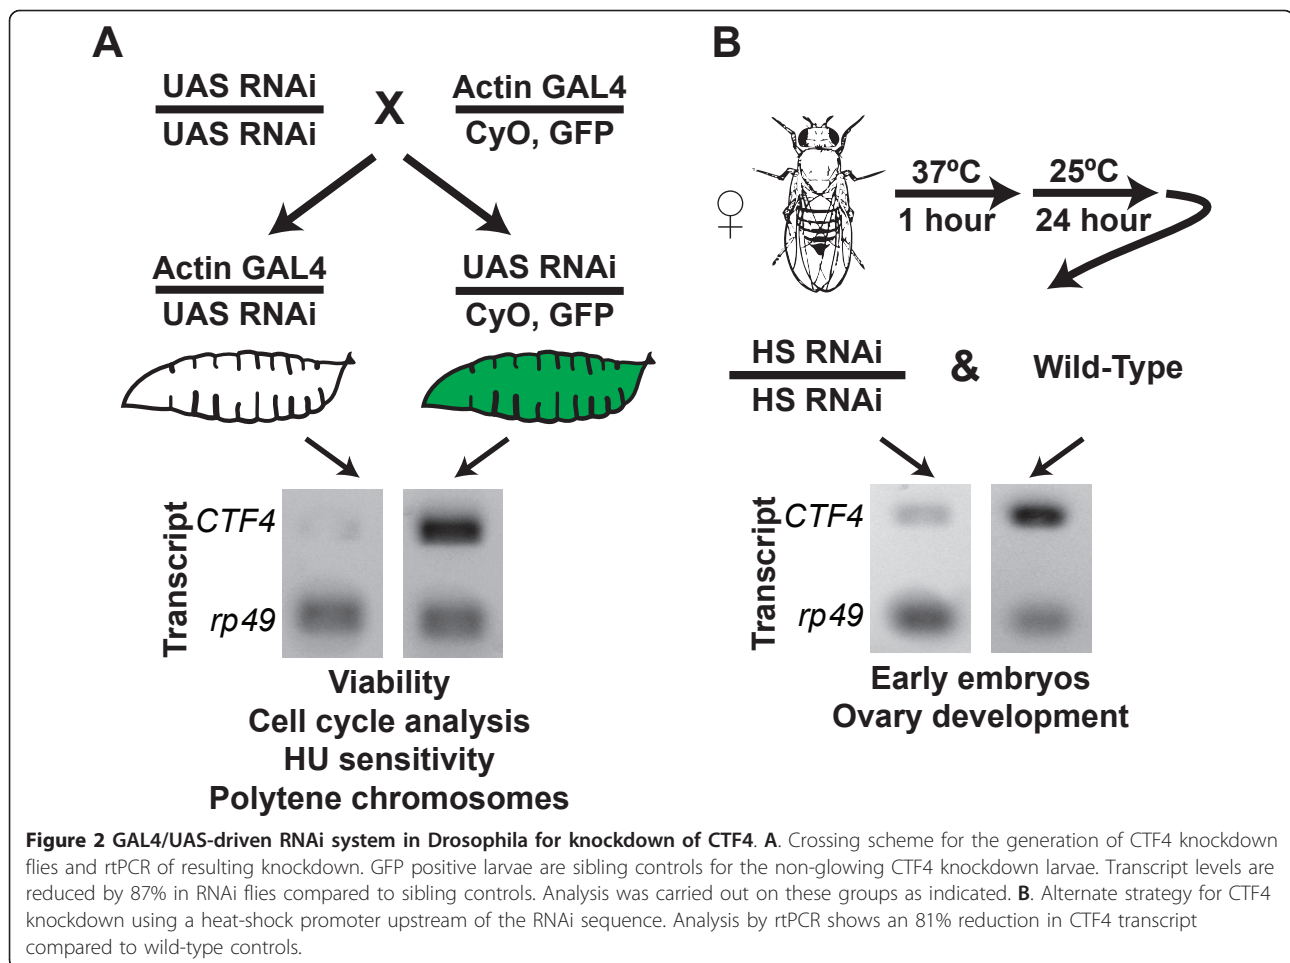 A
UAS RNAi
UAS RNAi
X
Actin GAL4
CyO, GFP
Actin GAL4
UAS RNAi
UAS RNAi
CyO, GFP
Transcript
CTF4
rp49
Viability
Cell cycle analysis
HU sensitivity
Polytene chromosomes
B
♀
37ºC
1 hour
25ºC
24 hour
HS RNAi
HS RNAi
&
Wild-Type
Transcript
CTF4
rp49
Early embryos
Ovary development
Figure 2 GAL4/UAS-driven RNAi system in Drosophila for knockdown of CTF4. A. Crossing scheme for the generation of CTF4 knockdown
flies and rtPCR of resulting knockdown. GFP positive larvae are sibling controls for the non-glowing CTF4 knockdown larvae. Transcript levels are
reduced by 87% in RNAi flies compared to sibling controls. Analysis was carried out on these groups as indicated. B. Alternate strategy for CTF4
knockdown using a heat-shock promoter upstream of the RNAi sequence. Analysis by rtPCR shows an 81% reduction in CTF4 transcript
compared to wild-type controls.